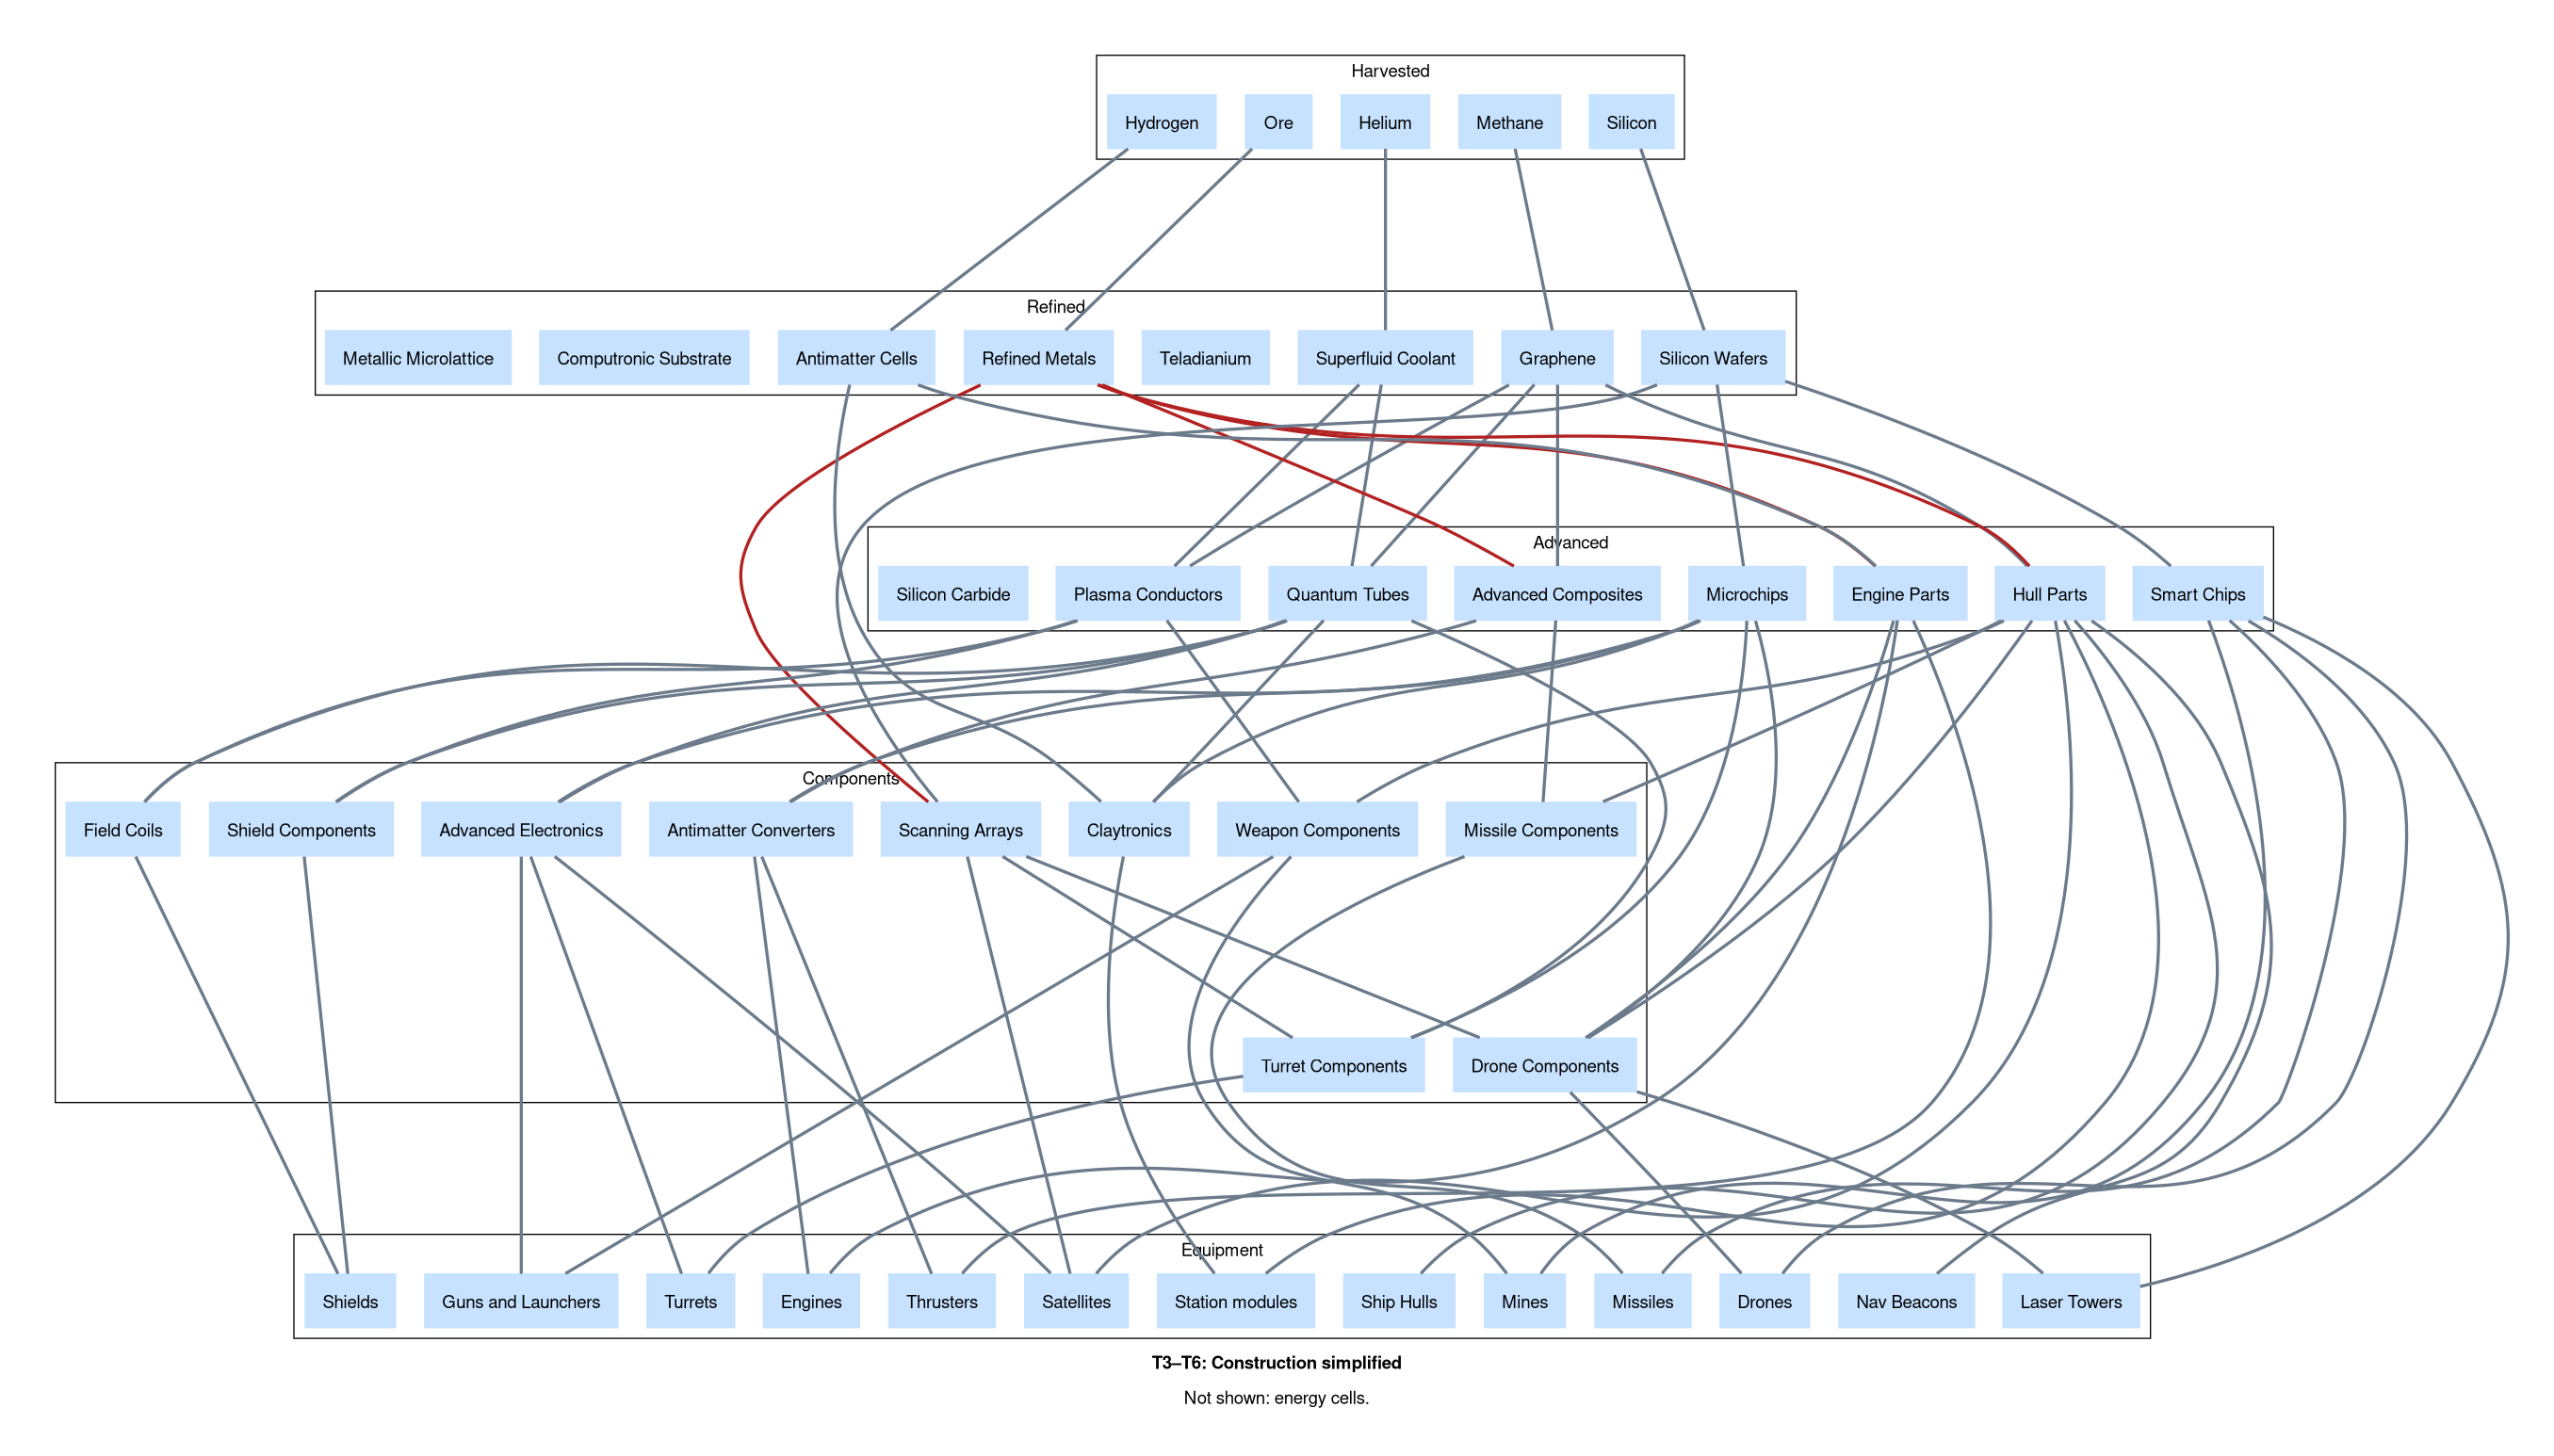 Harvested
Hydrogen
Ore
Helium
Methane
Silicon
Refined
Metallic Microlattice
Computronic Substrate
Antimatter Cells
Refined Metals
Teladianium
Superfluid Coolant
Graphene
Silicon Wafers
Advanced
Silicon Carbide
Plasma Conductors
Quantum Tubes
Advanced Composites
Microchips
Engine Parts
Hull Parts
Smart Chips
Components
Field Coils
Shield Components
Advanced Electronics
Antimatter Converters
Scanning Arrays
Claytronics
Weapon Components
Missile Components
Turret Components
Drone Components
Equipment
Shields
Guns and Launchers
Turrets
Engines
Thrusters
Satellites
Station modules
Ship Hulls
Mines
Missiles
Drones
Nav Beacons
Laser Towers
T3–T6: Construction simplified
Not shown: energy cells.